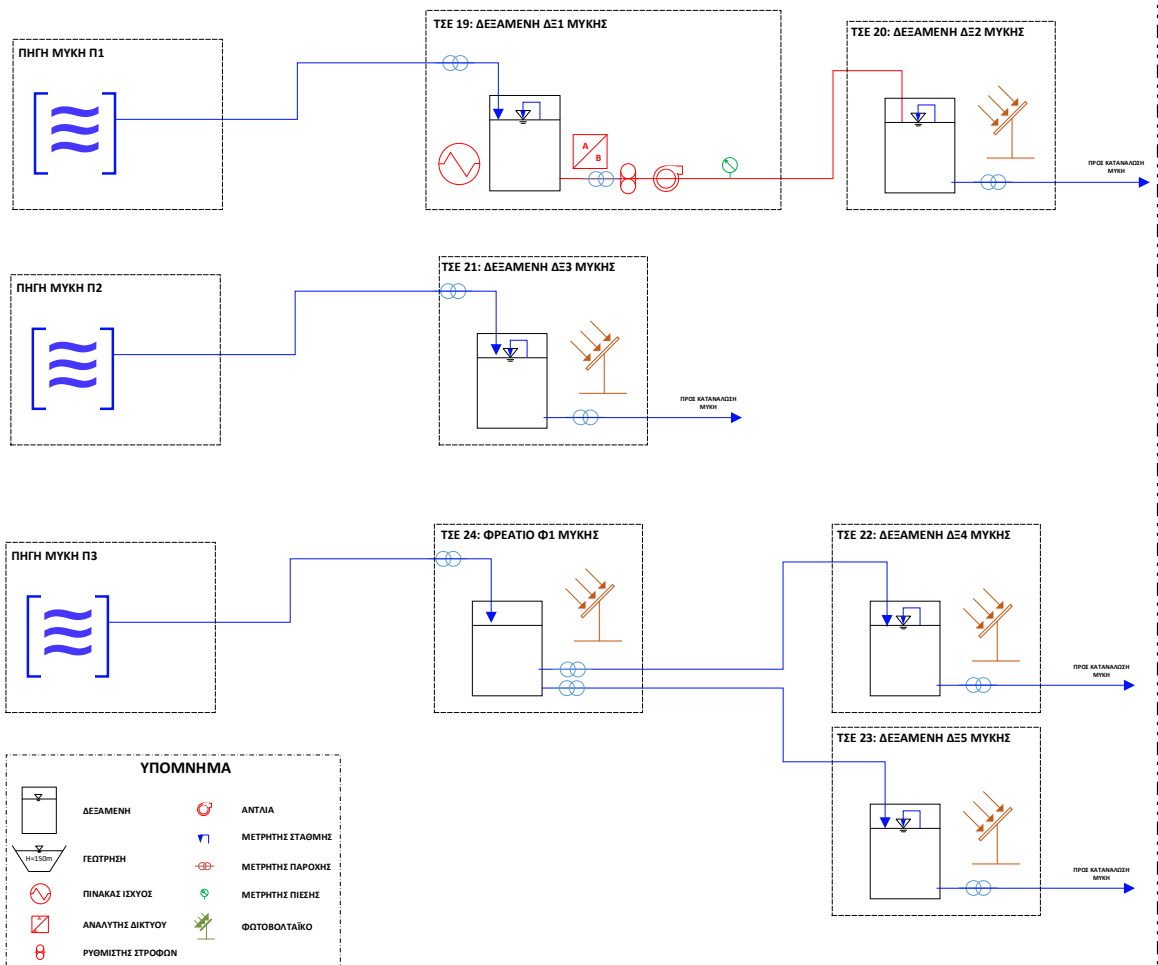 ΠΗΓΗ ΜΥΚΗ Π1
ΤΣΕ 19: ΔΕΞΑΜΕΝΗ ΔΞ1 ΜΥΚΗΣ
A
B
ΤΣΕ 20: ΔΕΞΑΜΕΝΗ ΔΞ2 ΜΥΚΗΣ
ΠΡΟΣ ΚΑΤΑΝΑΛΩΣΗ
ΜΥΚΗ
ΠΗΓΗ ΜΥΚΗ Π2
ΤΣΕ 21: ΔΕΞΑΜΕΝΗ ΔΞ3 ΜΥΚΗΣ
ΠΡΟΣ ΚΑΤΑΝΑΛΩΣΗ
ΜΥΚΗ
ΠΗΓΗ ΜΥΚΗ Π3
ΤΣΕ 24: ΦΡΕΑΤΙΟ Φ1 ΜΥΚΗΣ
ΤΣΕ 22: ΔΕΞΑΜΕΝΗ ΔΞ4 ΜΥΚΗΣ
ΠΡΟΣ ΚΑΤΑΝΑΛΩΣΗ
ΜΥΚΗ
ΤΣΕ 23: ΔΕΞΑΜΕΝΗ ΔΞ5 ΜΥΚΗΣ
ΠΡΟΣ ΚΑΤΑΝΑΛΩΣΗ
ΜΥΚΗ
ΥΠΟΜΝΗΜΑ
ΔΕΞΑΜΕΝΗ
H=150m
ΓΕΩΤΡΗΣΗ
ΠΙΝΑΚΑΣ ΙΣΧΥΟΣ
ΑΝΑΛΥΤΗΣ ΔΙΚΤΥΟΥ
ΡΥΘΜΙΣΤΗΣ ΣΤΡΟΦΩΝ
ΑΝΤΛΙΑ
ΜΕΤΡΗΤΗΣ ΣΤΑΘΜΗΣ
ΜΕΤΡΗΤΗΣ ΠΑΡΟΧΗΣ
ΜΕΤΡΗΤΗΣ ΠΙΕΣΗΣ
ΦΩΤΟΒΟΛΤΑΪΚΟ